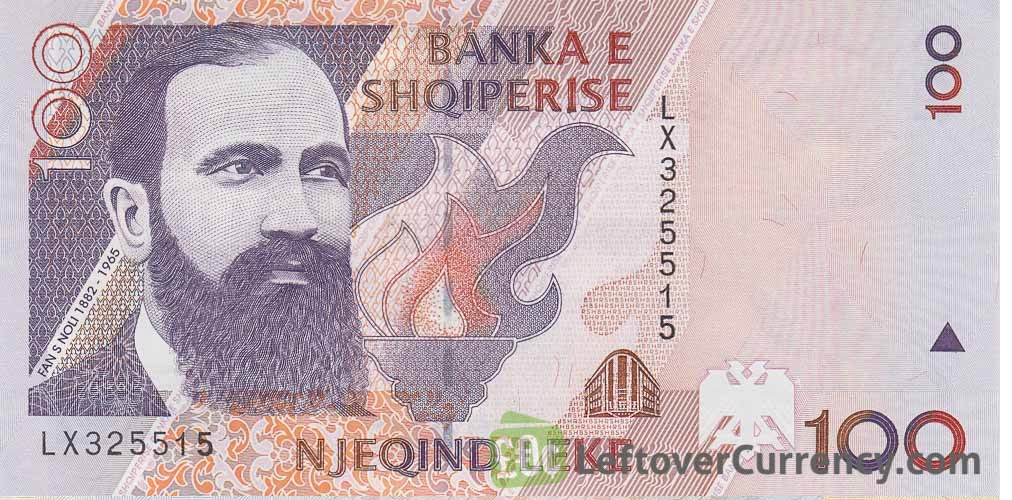 100
BANKA E
SHQIPERISE
100
LX325515
FAN S NOLI 1882 - 1965
LX325515
NJEQIND LEKE
100
LeftoverCurrency.com